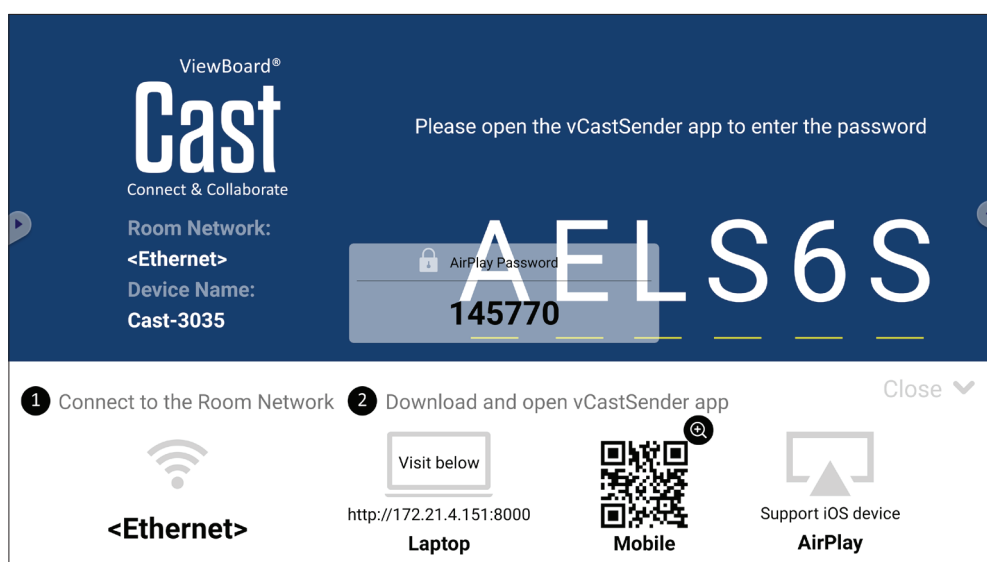 ViewBoard®
Cast
Connect & Collaborate
Please open the vCastSender app to enter the password
Room Network:
<Ethernet>
Device Name:
Cast-3035
AELS6S
AirPlay Password
145770
Close
1 Connect to the Room Network
2 Download and open vCastSender app
<Ethernet>
Visit below
http://172.21.4.151:8000
Laptop
Mobile
Support iOS device
AirPlay